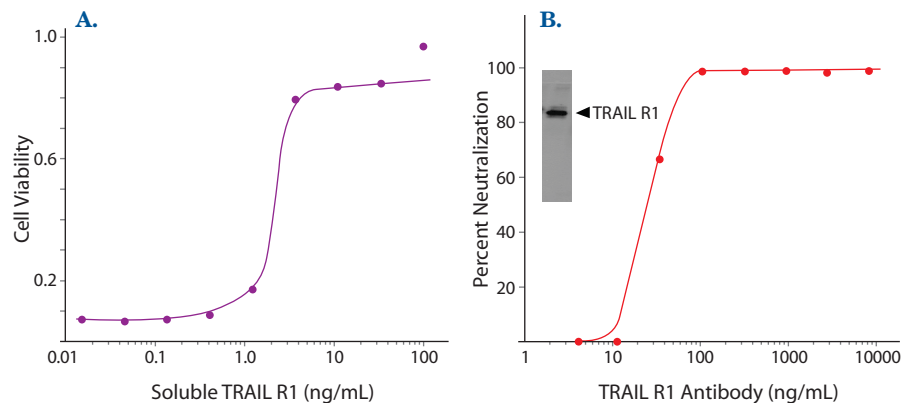 A.
1.0
0.6
0.2
Cell Viability
0.01 0.1 1.0 10 100
Soluble TRAIL R1 (ng/mL)
B.
100
80
60
40
20
1
Percent Neutralization
TRAIL R1
1 10 100 1000 10000
TRAIL R1 Antibody (ng/mL)